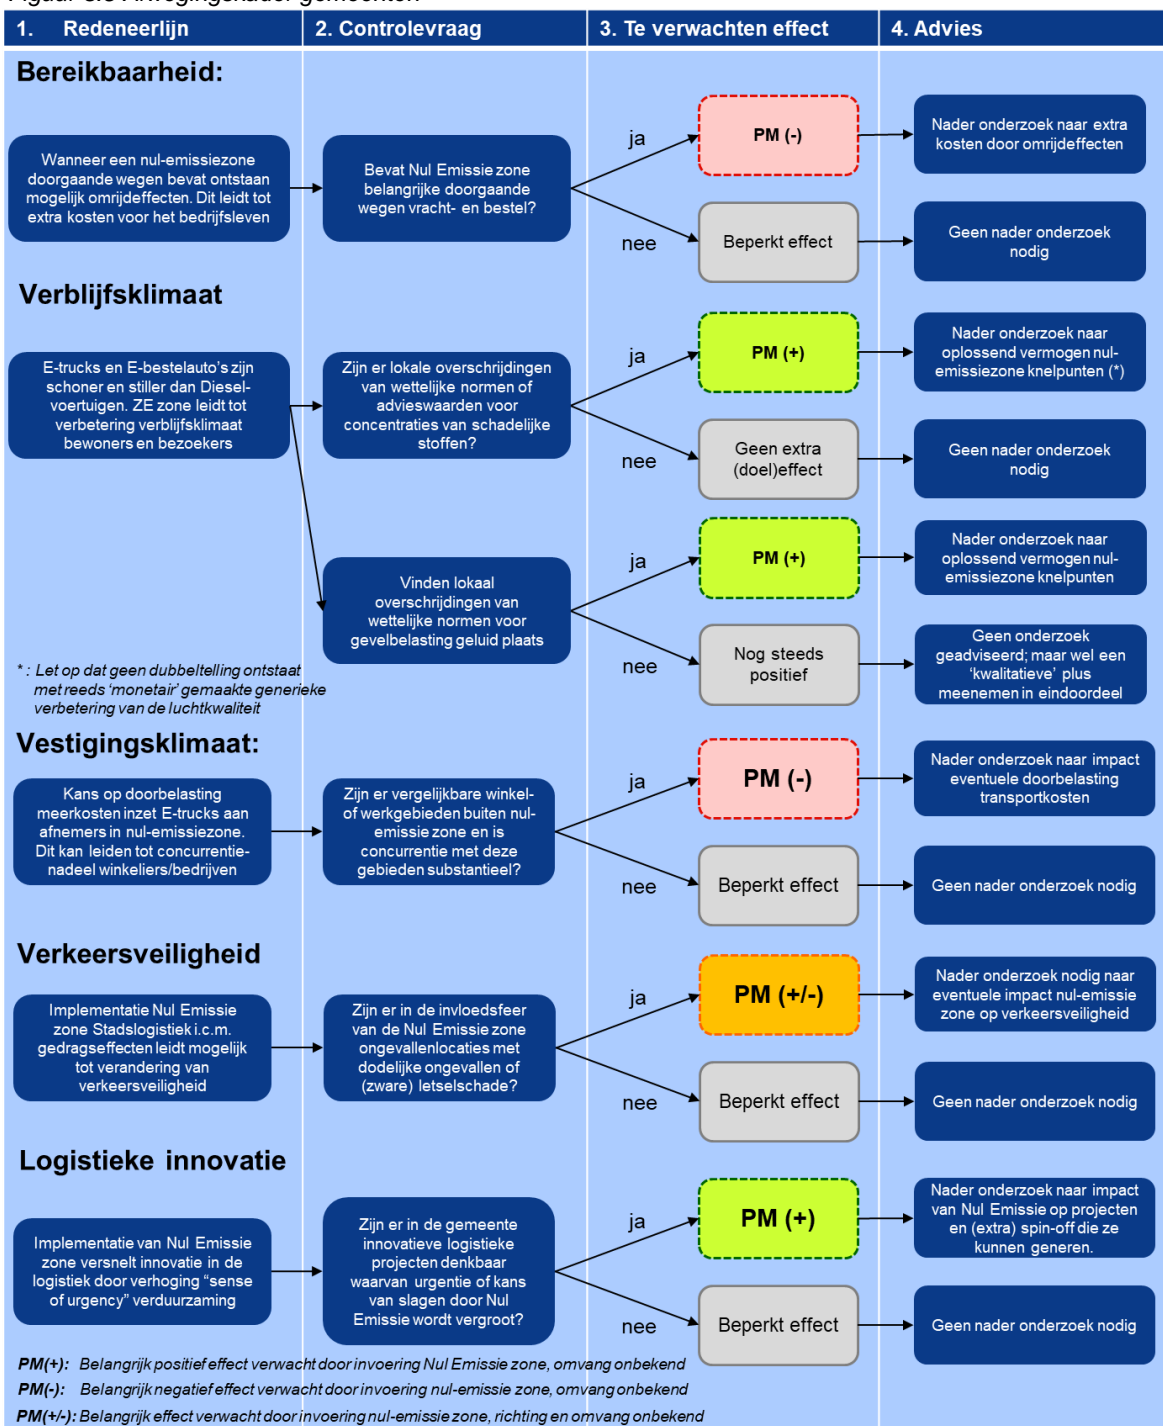 1. Redeneerlijn
2. Controlevraag
3. Te verwachten effect
4. Advies
Bereikbaarheid:
Wanneer een nul-emissiezone
doorgaande wegen bevat ontstaan
mogelijk omrijdeffecten. Dit leidt tot
extra kosten voor het bedrijfsleven
Bevat Nul Emissie zone
belangrijke doorgaande
wegen vracht- en bestel?
ja
PM (-)
Nader onderzoek naar extra
kosten door omrijdeffecten
nee
Beperkt effect
Geen nader onderzoek
nodig
Verblijfsklimaat
E-trucks en E-bestelauto's zijn
schoner en stiller dan Diesel-
voertuigen. ZE zone leidt tot
verbetering verblijfsklimaat
bewoners en bezoekers
Zijn er lokale overschrijdingen
van wettelijke normen of
advieswaarden voor
concentraties van schadelijke
stoffen?
ja
PM (+)
Nader onderzoek naar
oplossend vermogen nul-
emissiezone knelpunten (*)
nee
Geen extra
(doel)effect
Geen nader onderzoek
nodig
Vinden lokaal
overschrijdingen van
wettelijke normen voor
gevelbelasting geluid plaats
ja
PM (+)
Nader onderzoek naar
oplossend vermogen nul-
emissiezone knelpunten
nee
Nog steeds
positief
Geen onderzoek
geadviseerd; maar wel een
'kwalitatieve' plus
meenemen in eindoordeel
* : Let op dat geen dubbeltelling ontstaat
met reeds 'monetair' gemaakte generieke
verbetering van de luchtkwaliteit
Vestigingsklimaat:
Kans op doorbelasting
meerkosten inzet E-trucks aan
afnemers in nul-emissiezone.
Dit kan leiden tot concurrentie-
nadeel winkeliers/bedrijven
Zijn er vergelijkbare winkel-
of werkgebieden buiten nul-
emissie zone en is
concurrentie met deze
gebieden substantieel?
ja
PM (-)
Nader onderzoek naar impact
eventuele doorbelasting
transportkosten
nee
Beperkt effect
Geen nader onderzoek nodig
Verkeersveiligheid
Implementatie Nul Emissie
zone Stadslogistiek i.c.m.
gedragseffecten leidt mogelijk
tot verandering van
verkeersveiligheid
Zijn er in de invloedsfeer
van de Nul Emissie zone
ongevallenlocaties met
dodelijke ongevallen of
(zware) letselschade?
ja
PM (+/-)
Nader onderzoek nodig naar
eventuele impact nul-emissie
zone op verkeersveiligheid
nee
Beperkt effect
Geen nader onderzoek nodig
Logistieke innovatie
Implementatie van Nul Emissie
zone versnelt innovatie in de
logistiek door verhoging "sense
of urgency" verduurzaming
Zijn er in de gemeente
innovatieve logistieke
projecten denkbaar
waarvan urgentie of kans
van slagen door Nul
Emissie wordt vergroot?
ja
PM (+)
Nader onderzoek naar impact
van Nul Emissie op projecten
en (extra) spin-off die ze
kunnen generen.
nee
Beperkt effect
Geen nader onderzoek nodig
PM(+): Belangrijk positief effect verwacht door invoering Nul Emissie zone, omvang onbekend
PM(-): Belangrijk negatief effect verwacht door invoering nul-emissie zone, omvang onbekend
PM(+/-): Belangrijk effect verwacht door invoering nul-emissie zone, richting en omvang onbekend